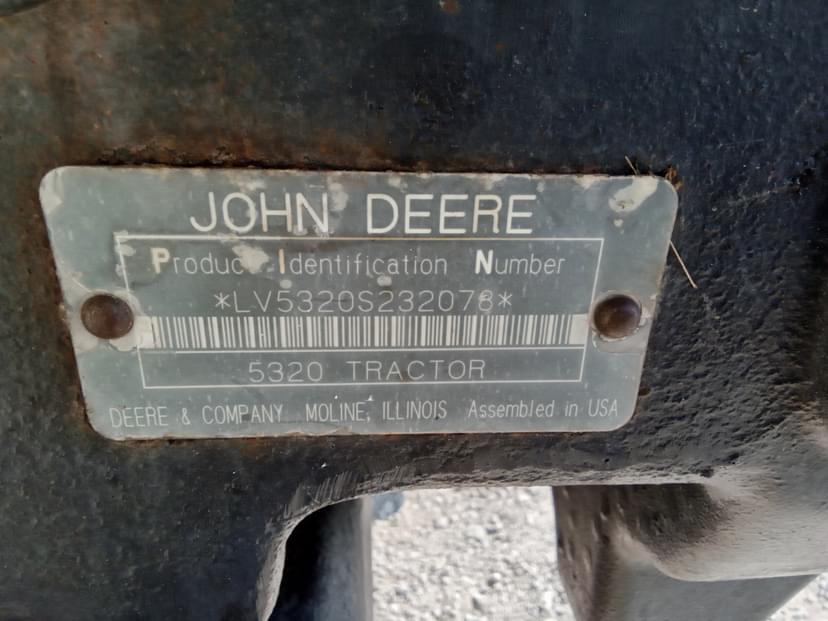 JOHN DEERE
Product Identification Number
*LV5320S232078*
5320 TRACTOR
DEERE & COMPANY MOLINE, ILLINOIS Assembled in USA